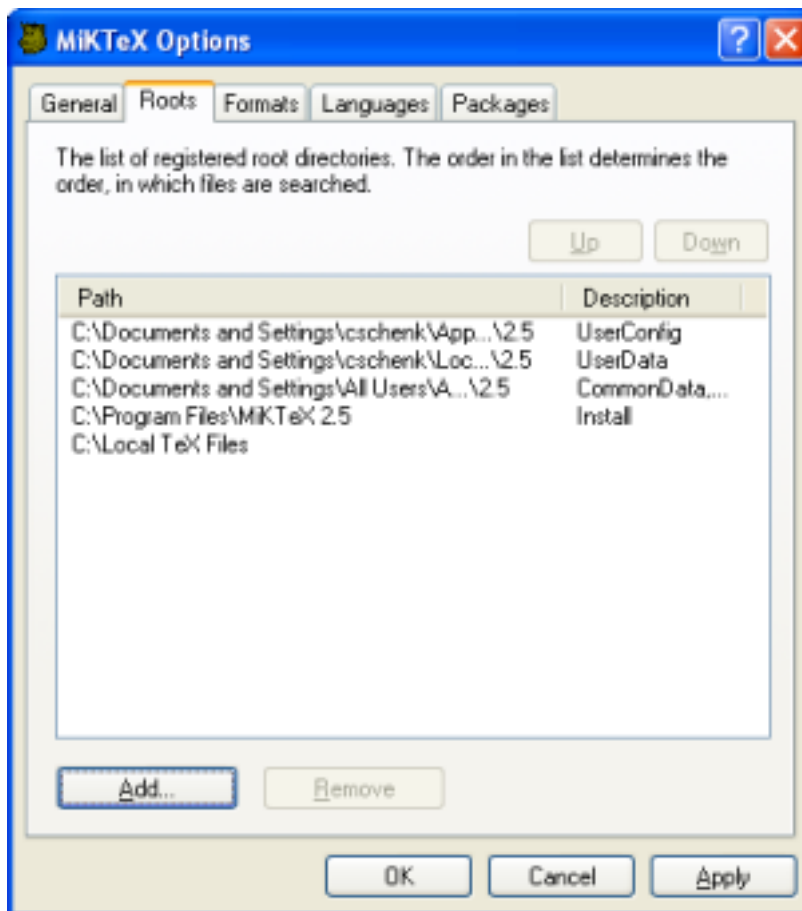 MiKTeX Options
General Roots Formats Languages Packages
The list of registered root directories. The order in the list determines the
order, in which files are searched.
Up Down
Path Description
C:\Documents and Settings\cschenk\App...\2.5 UserConfig
C:\Documents and Settings\cschenk\Loc...\2.5 UserData
C:\Documents and Settings\All Users\A...\2.5 CommonData,...
C:\Program Files\MiKTeX 2.5 Install
C:\Local TeX Files
Add... Remove
OK Cancel Apply